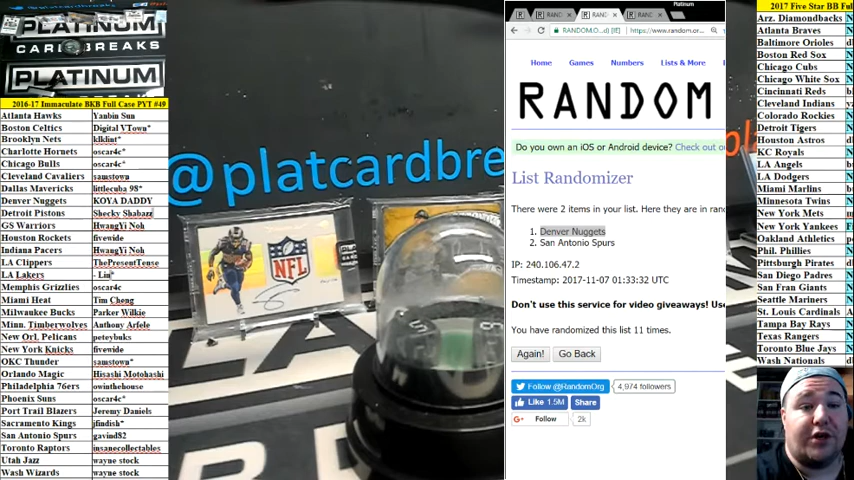 PLATINUM
CARD BREAKS
PLATINUM
2016-17 Immaculate BKB Full Case PYT #49
Atlanta Hawks Yanbin Sun
Boston Celtics Digital VTown*
Brooklyn Nets klklint*
Charlotte Hornets oscar4c*
Chicago Bulls oscar4c*
Cleveland Cavaliers samstown
Dallas Mavericks littlecuba 98*
Denver Nuggets KOYA DADDY
Detroit Pistons Shecky Shabazz
GS Warriors HwangYi Noh
Houston Rockets fivewide
Indiana Pacers HwangYi Noh
LA Clippers ThePresentTense
LA Lakers - Lin*
Memphis Grizzlies oscar4c
Miami Heat Tim Cheng
Milwaukee Bucks Parker Wilkie
Minn. Timberwolves Anthony Arfele
New Orl. Pelicans peteybuks
New York Knicks fivewide
OKC Thunder samstown*
Orlando Magic Hisashi Motohashi
Philadelphia 76ers owinthehouse
Phoenix Suns oscar4c*
Port Trail Blazers Jeremy Daniels
Sacramento Kings jfindish*
San Antonio Spurs gavind82
Toronto Raptors insanecollectables
Utah Jazz wayne stock
Wash Wizards wayne stock
@platcardbre
NFL
Platinum
RANDOM.O...d) [IE]
https://www.random.or
Home Games Numbers Lists & More
RANDOM
Do you own an iOS or Android device? Check out o
List Randomizer
There were 2 items in your list. Here they are in ran
1. Denver Nuggets
2. San Antonio Spurs
IP: 240.106.47.2
Timestamp: 2017-11-07 01:33:32 UTC
Don't use this service for video giveaways! Use
You have randomized this list 11 times.
Again! Go Back
Follow @RandomOrg 4,974 followers
Like 1.5M Share
Follow 2k
2017 Five Star BB Ful
Arz. Diamondbacks
Atlanta Braves
Baltimore Orioles
Boston Red Sox
Chicago Cubs
Chicago White Sox
Cincinnati Reds
Cleveland Indians
Colorado Rockies
Detroit Tigers
Houston Astros
KC Royals
LA Angels
LA Dodgers
Miami Marlins
Minnesota Twins
New York Mets
New York Yankees
Oakland Athletics
Phil. Phillies
Pittsburgh Pirates
San Diego Padres
San Fran Giants
Seattle Mariners
St. Louis Cardinals
Tampa Bay Rays
Texas Rangers
Toronto Blue Jays
Wash Nationals